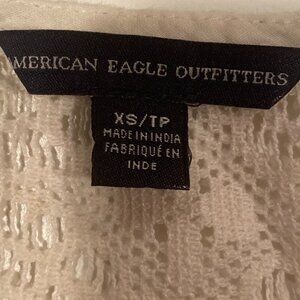 MERICAN EAGLE OUTFITTERS
XS/TP
MADE IN INDIA
FABRIQUÉ EN
INDE